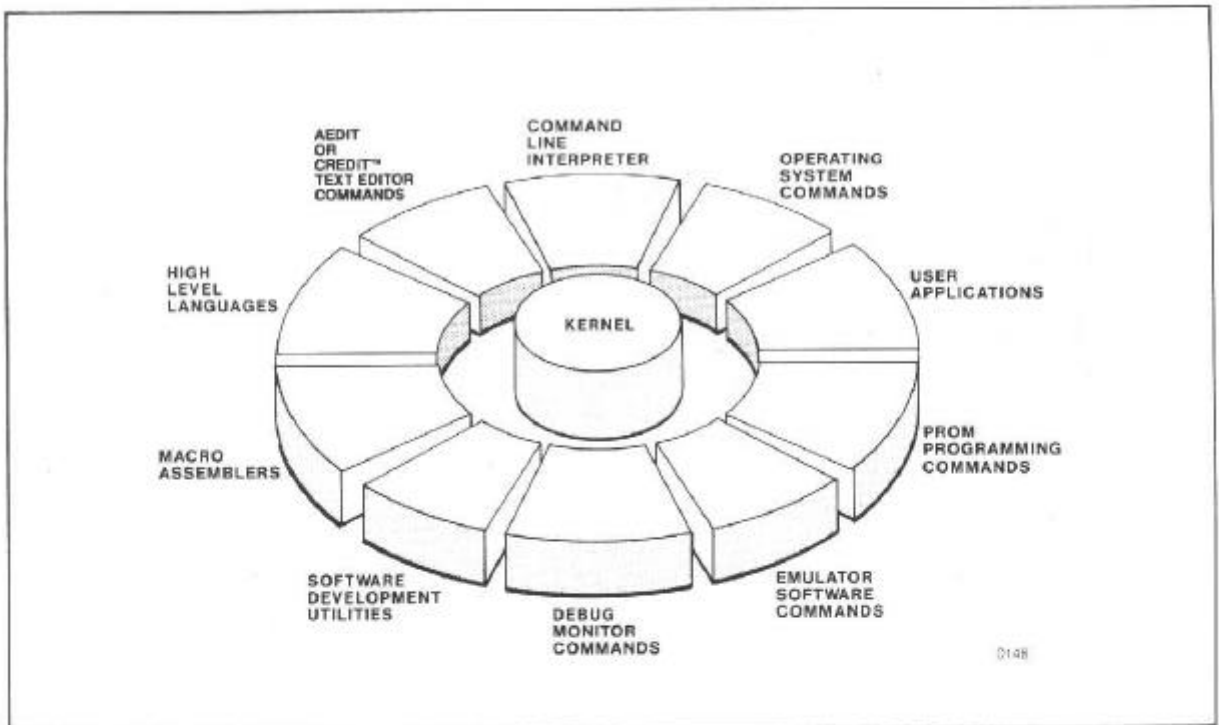 AEDIT
OR
CREDIT™
TEXT EDITOR
COMMANDS
COMMAND
LINE
INTERPRETER
OPERATING
SYSTEM
COMMANDS
HIGH
LEVEL
LANGUAGES
USER
APPLICATIONS
KERNEL
MACRO
ASSEMBLERS
PROM
PROGRAMMING
COMMANDS
SOFTWARE
DEVELOPMENT
UTILITIES
DEBUG
MONITOR
COMMANDS
EMULATOR
SOFTWARE
COMMANDS
0148